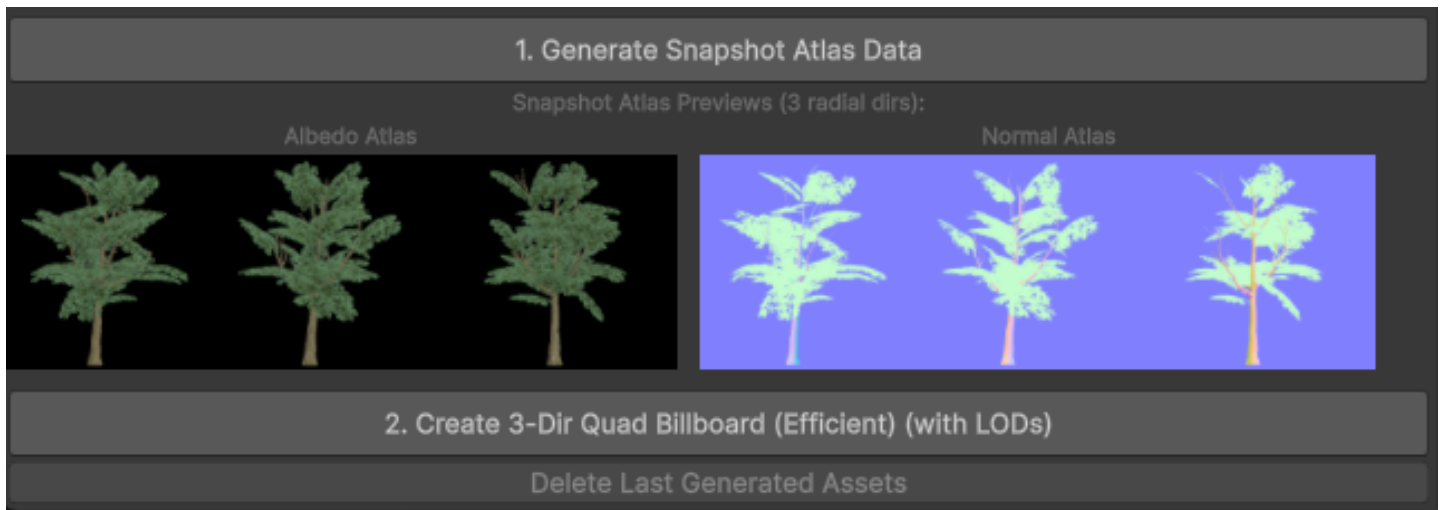 1. Generate Snapshot Atlas Data
Snapshot Atlas Previews (3 radial dirs):
Albedo Atlas
Normal Atlas
2. Create 3-Dir Quad Billboard (Efficient) (with LODs)
Delete Last Generated Assets